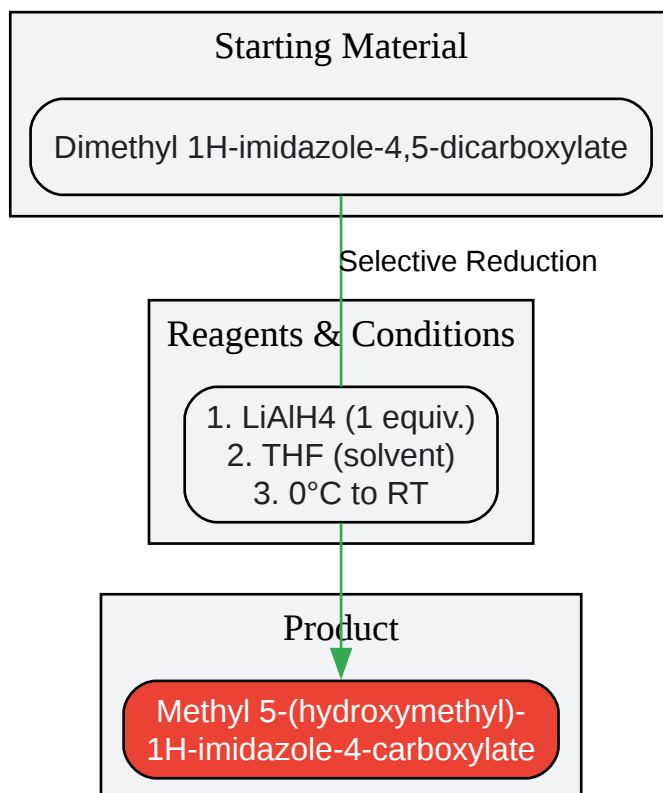 Starting Material
Dimethyl 1H-imidazole-4,5-dicarboxylate
Selective Reduction
Reagents & Conditions
1. LiAlH4 (1 equiv.)
2. THF (solvent)
3. 0°C to RT
Product
Methyl 5-(hydroxymethyl)-
1H-imidazole-4-carboxylate